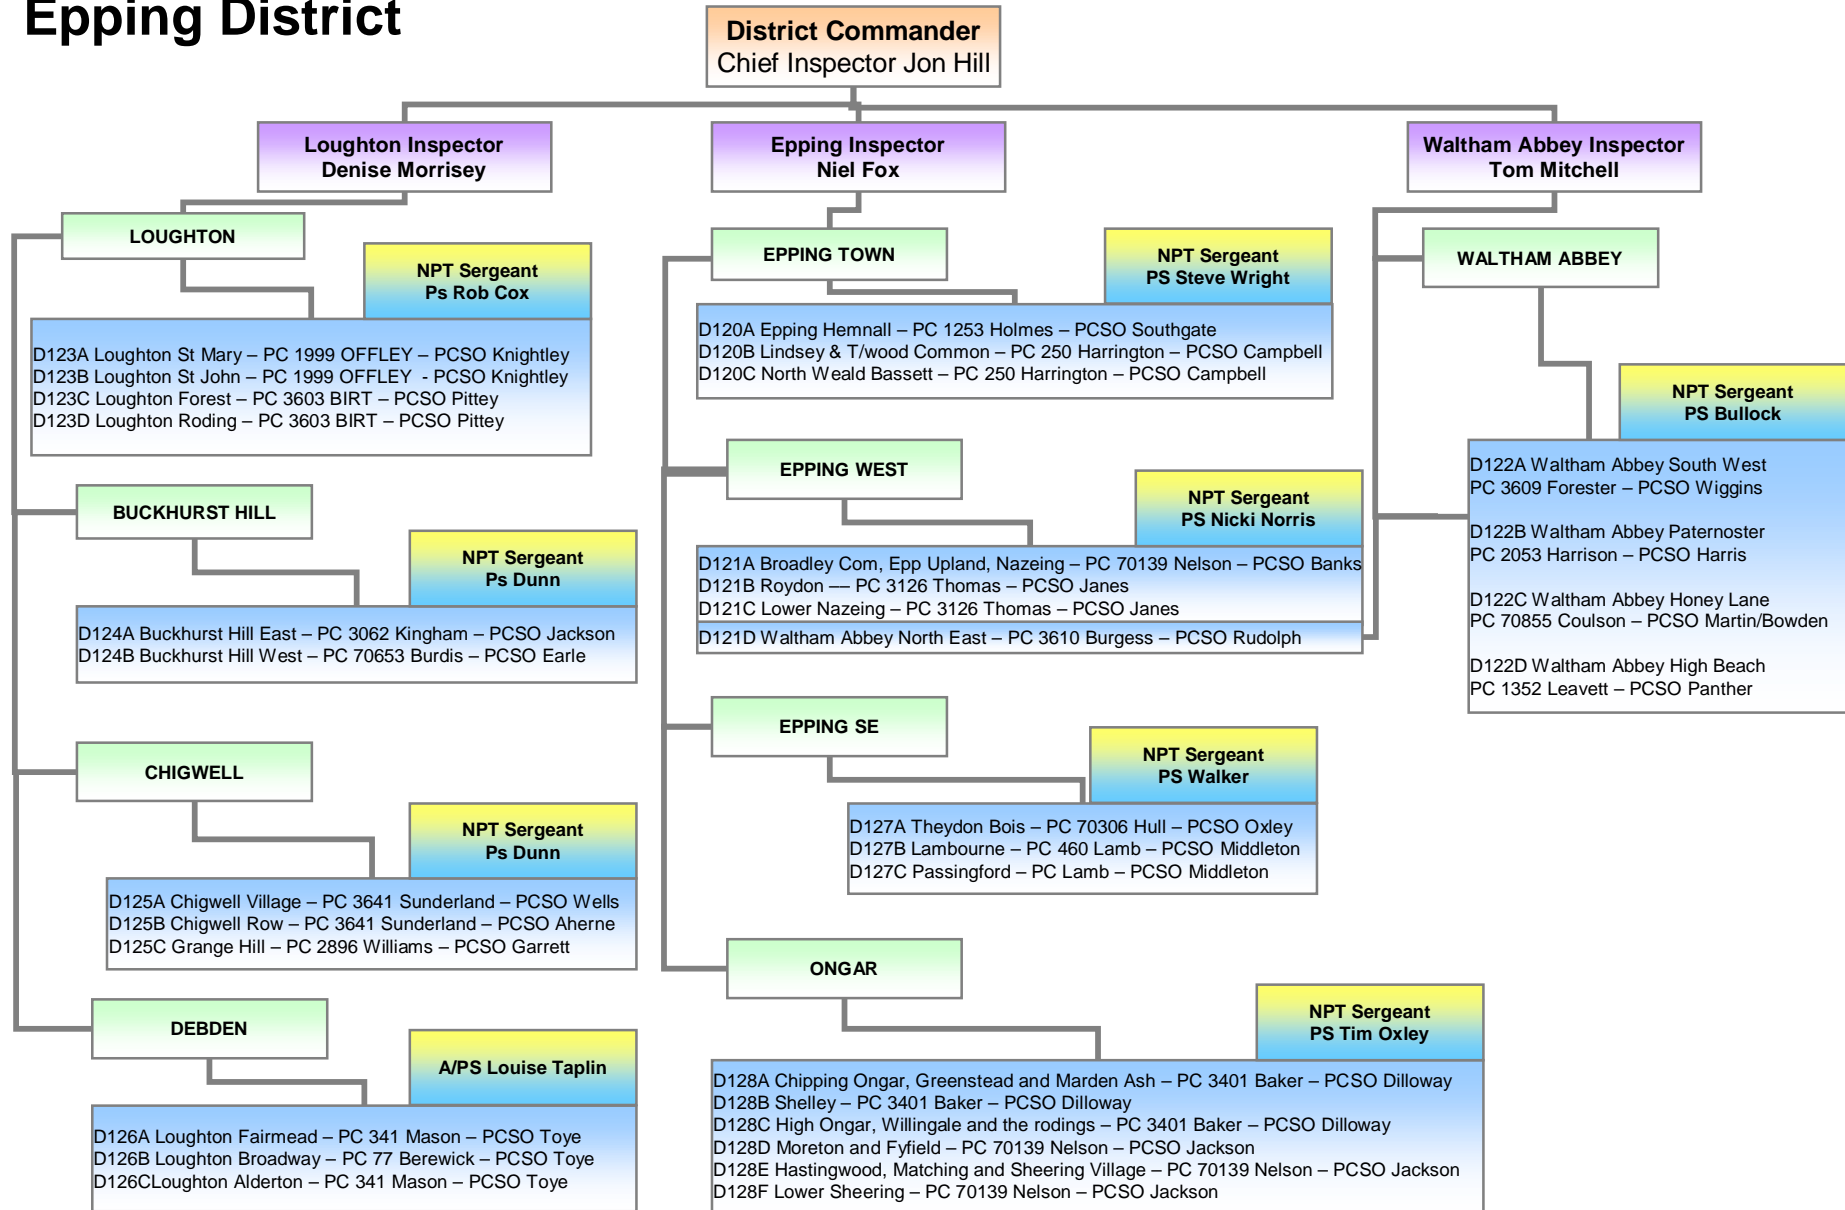 Epping District
District Commander
Chief Inspector Jon Hill
Loughton Inspector
Denise Morrisey
Epping Inspector
Niel Fox
Waltham Abbey Inspector
Tom Mitchell
LOUGHTON
NPT Sergeant
Ps Rob Cox
D123A Loughton St Mary – PC 1999 OFFLEY – PCSO Knightley
D123B Loughton St John – PC 1999 OFFLEY - PCSO Knightley
D123C Loughton Forest – PC 3603 BIRT – PCSO Pittey
D123D Loughton Roding – PC 3603 BIRT – PCSO Pittey
BUCKHURST HILL
NPT Sergeant
Ps Dunn
D124A Buckhurst Hill East – PC 3062 Kingham – PCSO Jackson
D124B Buckhurst Hill West – PC 70653 Burdis – PCSO Earle
CHIGWELL
NPT Sergeant
Ps Dunn
D125A Chigwell Village – PC 3641 Sunderland – PCSO Wells
D125B Chigwell Row – PC 3641 Sunderland – PCSO Aherne
D125C Grange Hill – PC 2896 Williams – PCSO Garrett
DEBDEN
A/PS Louise Taplin
D126A Loughton Fairmead – PC 341 Mason – PCSO Toye
D126B Loughton Broadway – PC 77 Berewick – PCSO Toye
D126CLoughton Alderton – PC 341 Mason – PCSO Toye
EPPING TOWN
NPT Sergeant
PS Steve Wright
D120A Epping Hemnall – PC 1253 Holmes – PCSO Southgate
D120B Lindsey & T/wood Common – PC 250 Harrington – PCSO Campbell
D120C North Weald Bassett – PC 250 Harrington – PCSO Campbell
EPPING WEST
NPT Sergeant
PS Nicki Norris
D121A Broadley Com, Epp Upland, Nazeing – PC 70139 Nelson – PCSO Banks
D121B Roydon –– PC 3126 Thomas – PCSO Janes
D121C Lower Nazeing – PC 3126 Thomas – PCSO Janes
D121D Waltham Abbey North East – PC 3610 Burgess – PCSO Rudolph
EPPING SE
NPT Sergeant
PS Walker
D127A Theydon Bois – PC 70306 Hull – PCSO Oxley
D127B Lambourne – PC 460 Lamb – PCSO Middleton
D127C Passingford – PC Lamb – PCSO Middleton
ONGAR
NPT Sergeant
PS Tim Oxley
D128A Chipping Ongar, Greenstead and Marden Ash – PC 3401 Baker – PCSO Dilloway
D128B Shelley – PC 3401 Baker – PCSO Dilloway
D128C High Ongar, Willingale and the rodings – PC 3401 Baker – PCSO Dilloway
D128D Moreton and Fyfield – PC 70139 Nelson – PCSO Jackson
D128E Hastingwood, Matching and Sheering Village – PC 70139 Nelson – PCSO Jackson
D128F Lower Sheering – PC 70139 Nelson – PCSO Jackson
WALTHAM ABBEY
NPT Sergeant
PS Bullock
D122A Waltham Abbey South West
PC 3609 Forester – PCSO Wiggins
D122B Waltham Abbey Paternoster
PC 2053 Harrison – PCSO Harris
D122C Waltham Abbey Honey Lane
PC 70855 Coulson – PCSO Martin/Bowden
D122D Waltham Abbey High Beach
PC 1352 Leavett – PCSO Panther